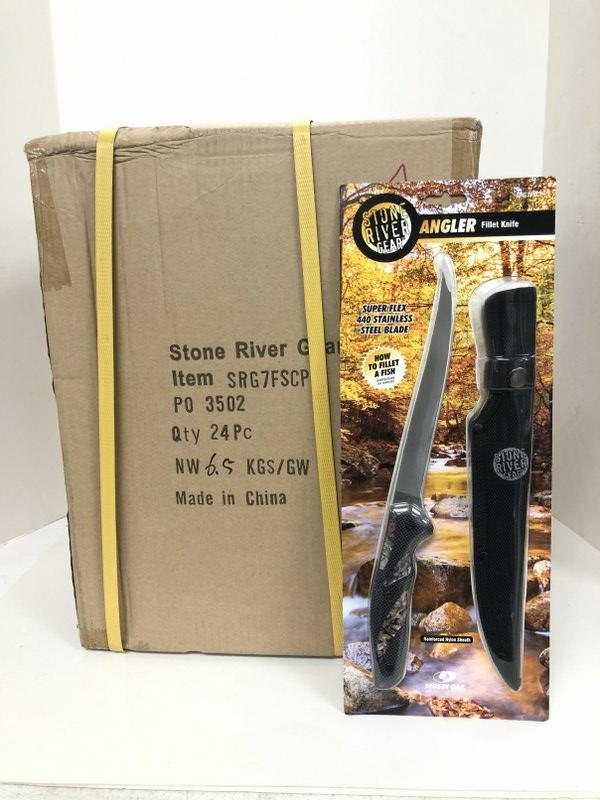 Stone River Gear
Item SRG7FSCP
PO 3502
Qty 24Pc
NW 6.5 KGS/GW
Made in China
STONE
RIVER
GEAR
ANGLER Fillet Knife
SUPER FLEX
440 STAINLESS
STEEL BLADE
HOW
TO FILLET
A FISH
STONE
RIVER
GEAR
Reinforced Nylon Sheath
MOSSY OAK